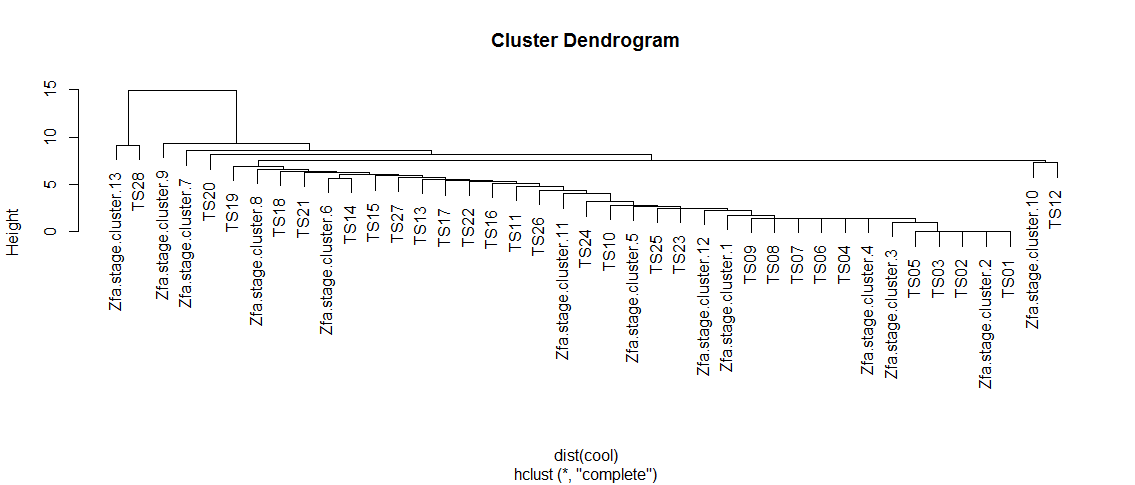 Cluster Dendrogram
Height
15
10
5
0
Zfa.stage.cluster.13
TS28
Zfa.stage.cluster.9
Zfa.stage.cluster.7
TS20
TS19
Zfa.stage.cluster.8
TS18
TS21
Zfa.stage.cluster.6
TS14
TS15
TS27
TS13
TS17
TS22
TS16
TS11
TS26
Zfa.stage.cluster.11
TS24
TS10
Zfa.stage.cluster.5
TS25
TS23
Zfa.stage.cluster.12
Zfa.stage.cluster.1
TS09
TS08
TS07
TS06
TS04
Zfa.stage.cluster.4
Zfa.stage.cluster.3
TS05
TS03
TS02
Zfa.stage.cluster.2
TS01
Zfa.stage.cluster.10
TS12
dist(cool)
hclust (*, "complete")